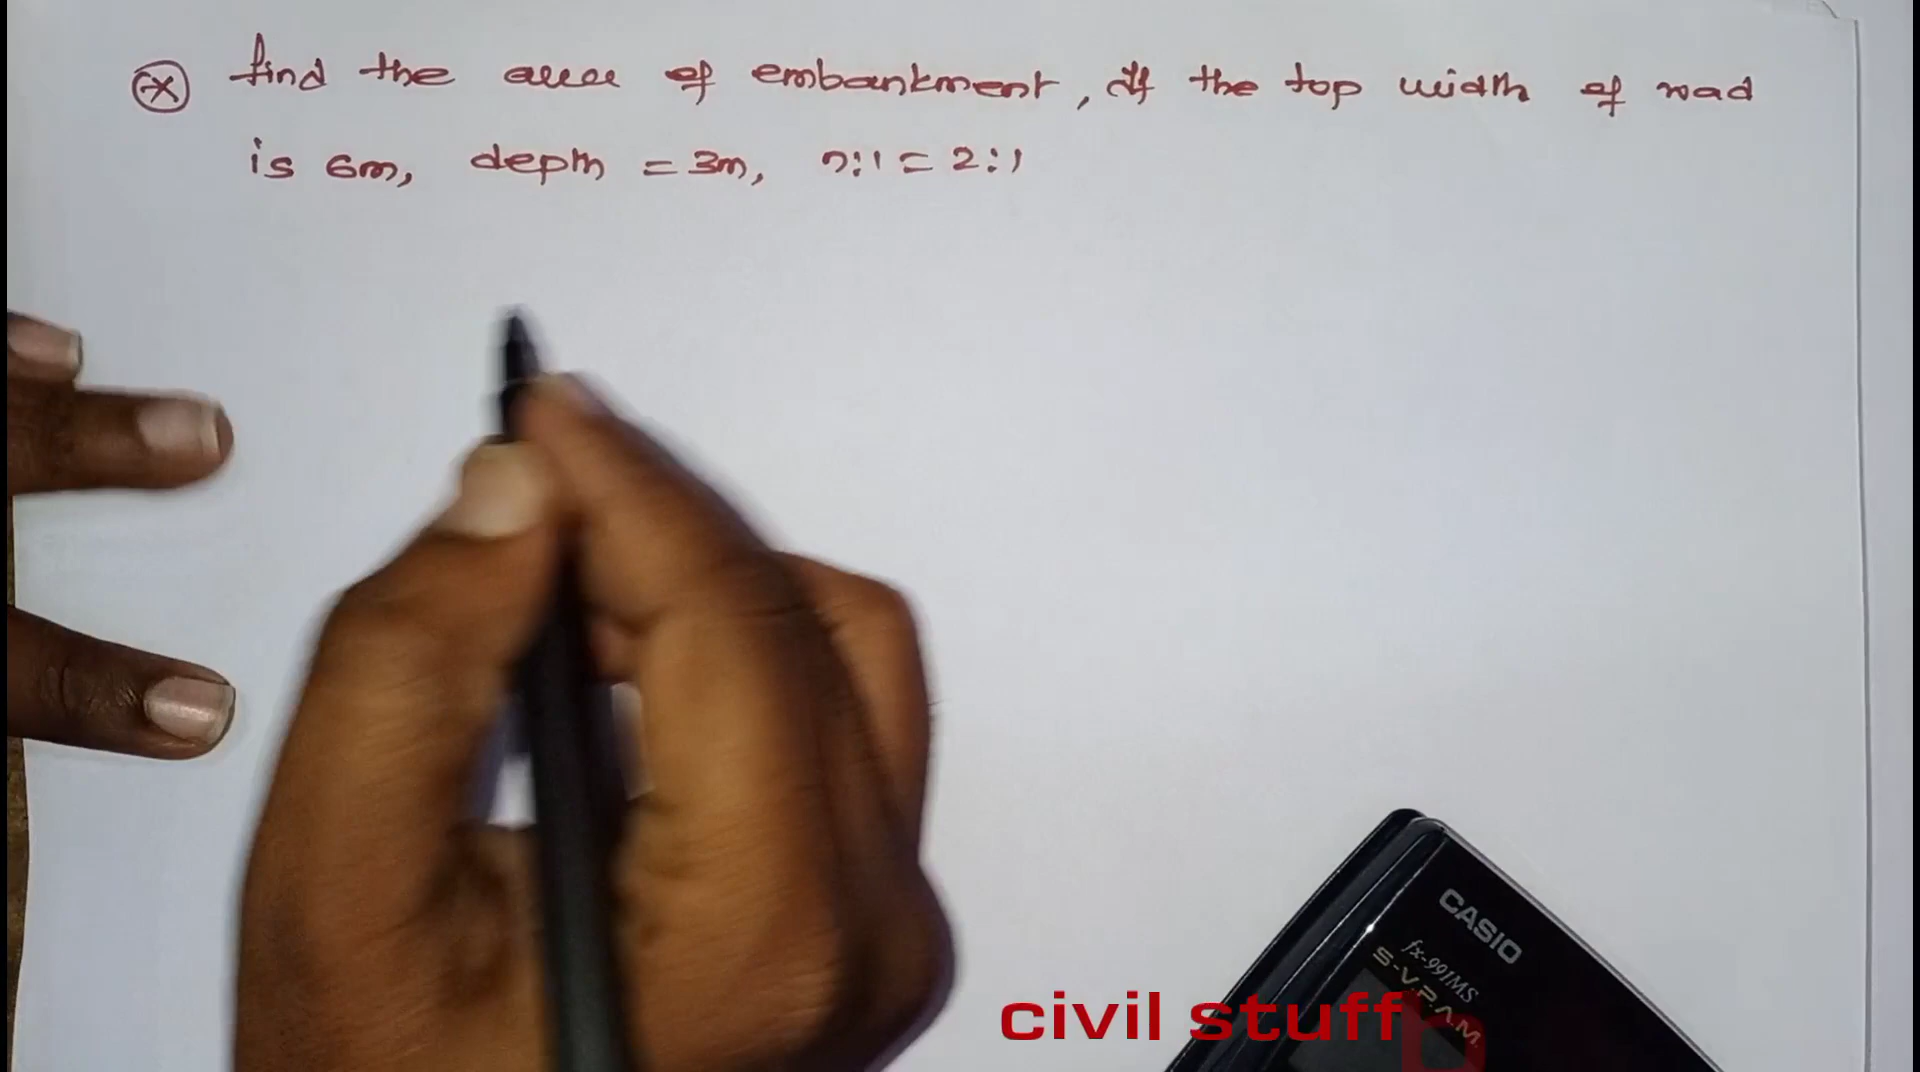 Ex find the area of embankment, If the top width of road
is 6m, depth = 3m, n:1 = 2:1
CASIO
fx-991MS
S-V.P.A.M.
civil stuff